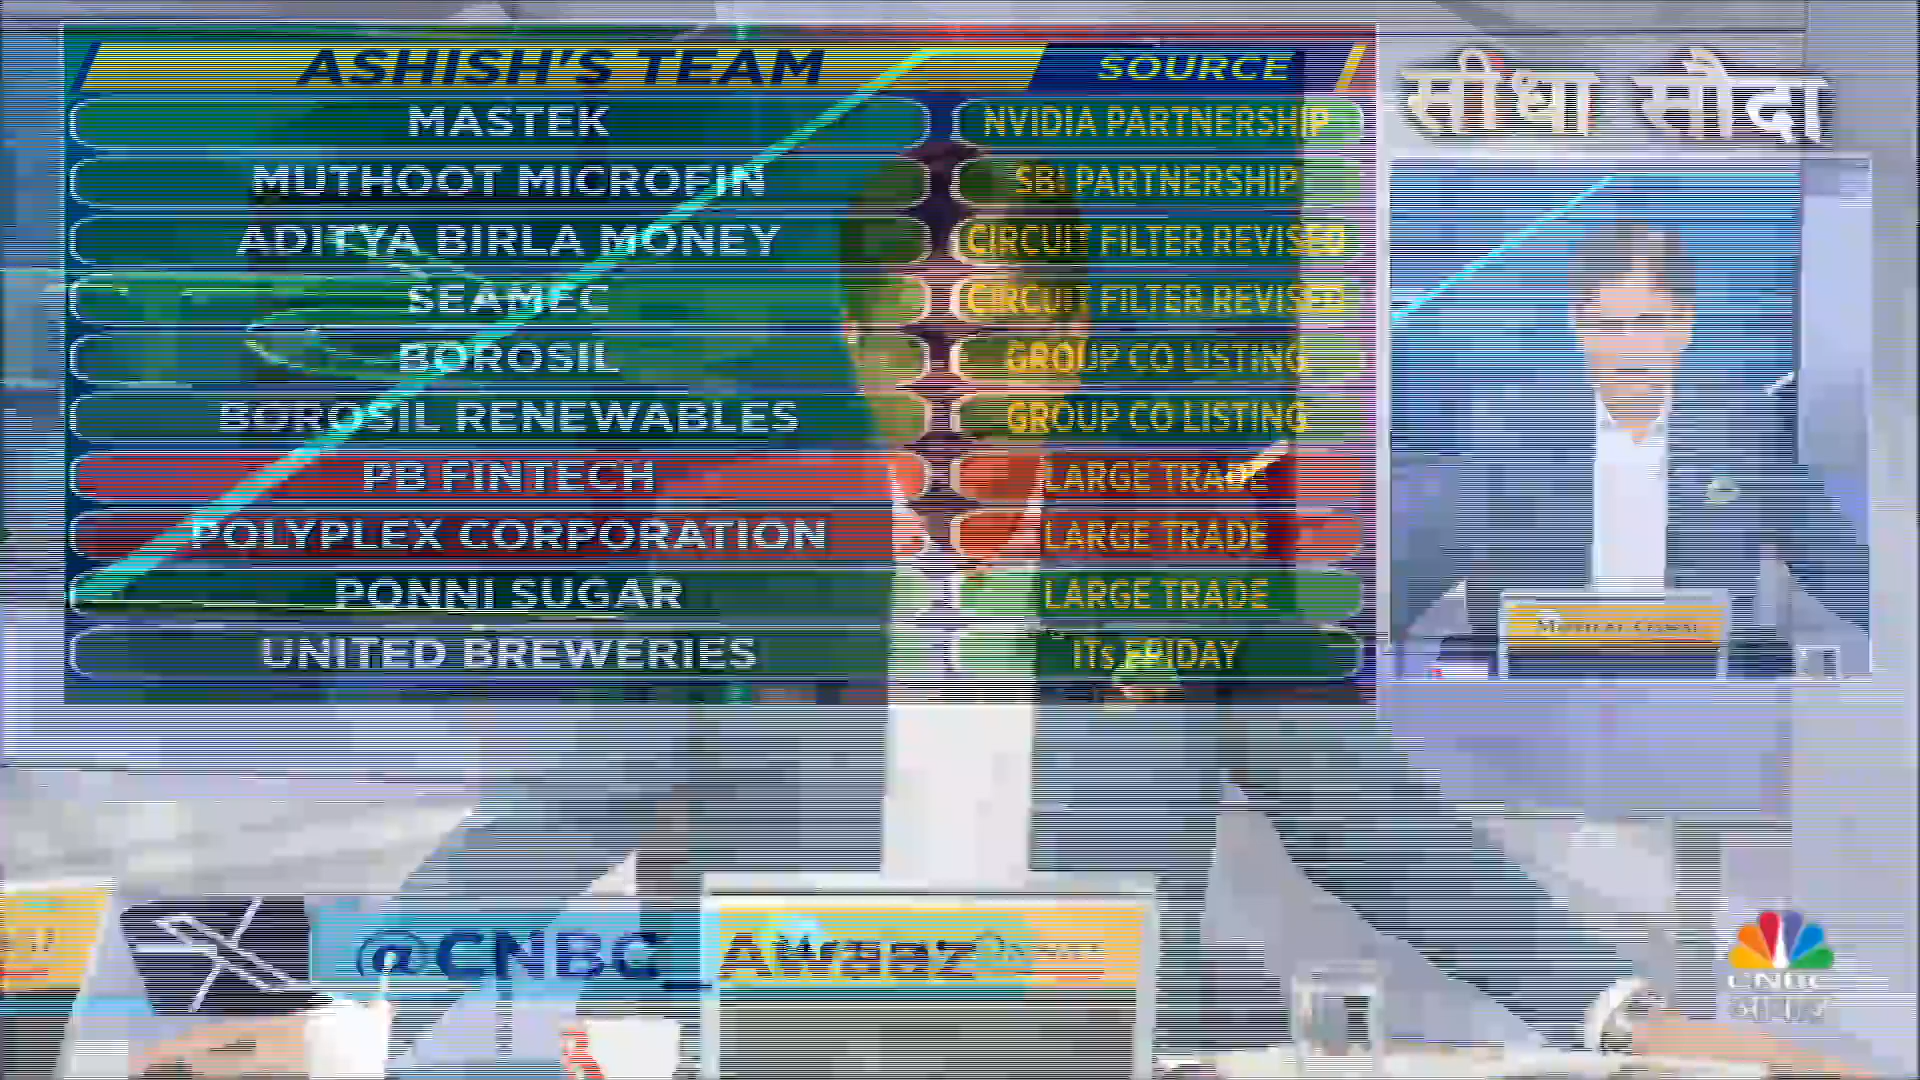 ASHISH'S TEAM SOURCE
सीधा सौदा
MASTEK NVIDIA PARTNERSHIP
MUTHOOT MICROFIN SBI PARTNERSHIP
ADITYA BIRLA MONEY CIRCUIT FILTER REVISED
SEAMEC CIRCUIT FILTER REVISED
BOROSIL GROUP CO LISTING
BOROSIL RENEWABLES GROUP CO LISTING
PB FINTECH LARGE TRADE
POLYPLEX CORPORATION LARGE TRADE
PONNI SUGAR LARGE TRADE
UNITED BREWERIES ITs FRIDAY
@CNBC_Awaaz
CNBC
आवाज़